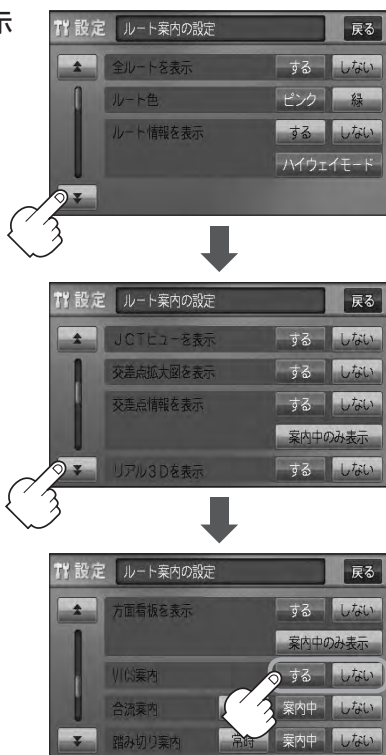 示
設定 ルート案内の設定 戻る
全ルートを表示 する しない
ルート色 ピンク 緑
ルート情報を表示 する しない
ハイウェイモード
設定 ルート案内の設定 戻る
JCTビューを表示 する しない
交差点拡大図を表示 する しない
交差点情報を表示 する しない
案内中のみ表示
リアル3Dを表示 する しない
設定 ルート案内の設定 戻る
方面看板を表示 する しない
案内中のみ表示
VICS案内 する しない
合流案内 案内中 しない
踏み切り案内 常時 案内中 しない